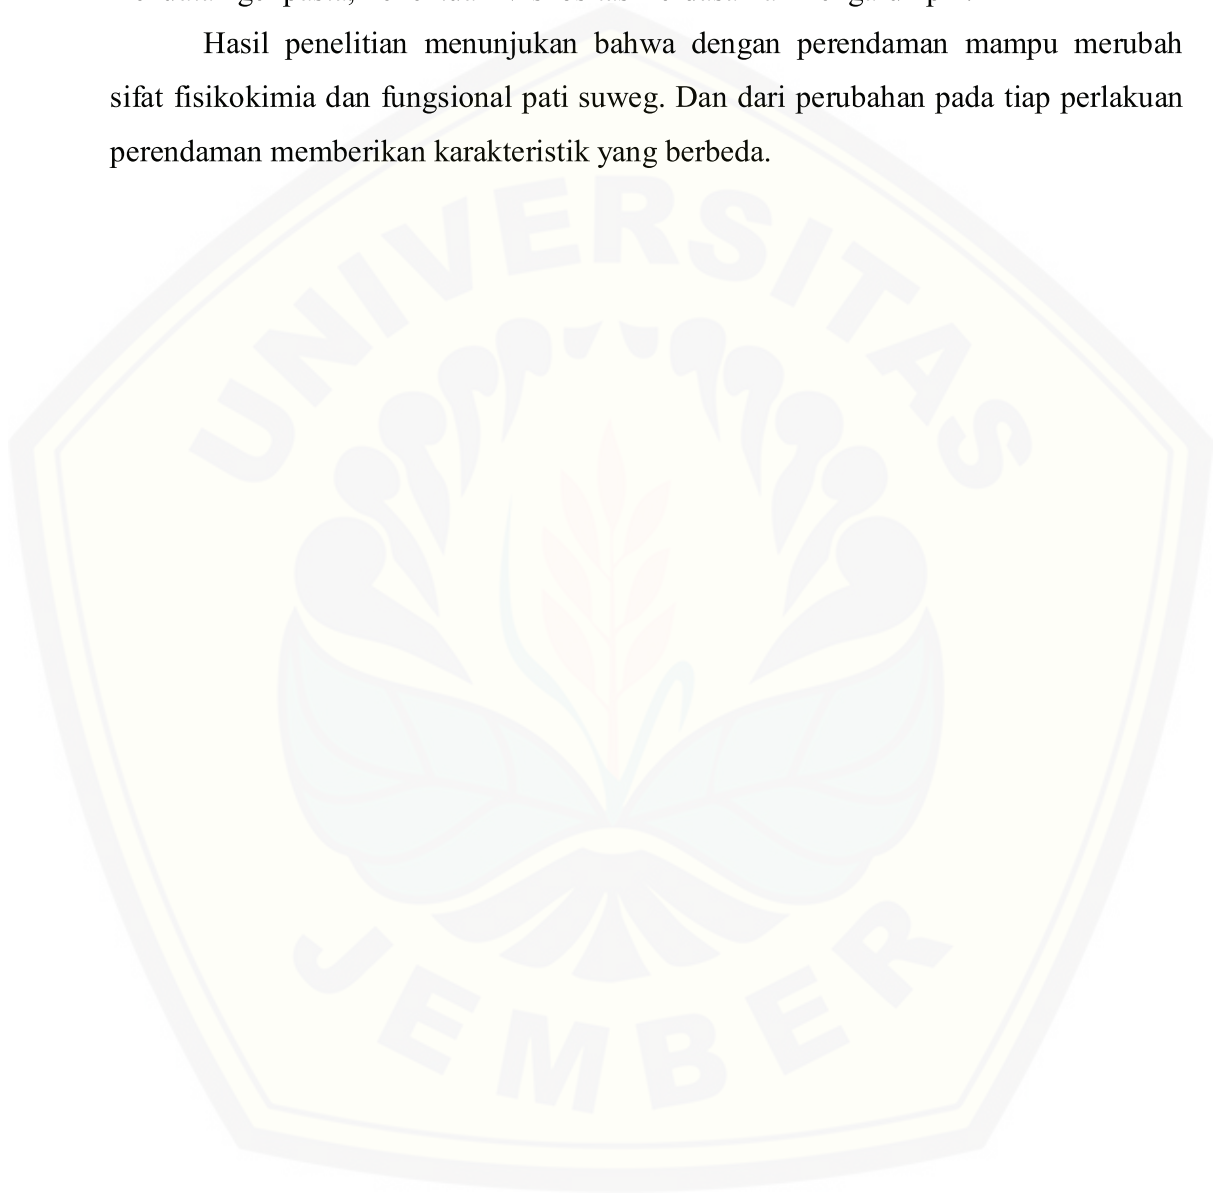 Hasil penelitian menunjukan bahwa dengan perendaman mampu merubah
sifat fisikokimia dan fungsional pati suweg. Dan dari perubahan pada tiap perlakuan
perendaman memberikan karakteristik yang berbeda.
UNIVERSITAS
JEMBER